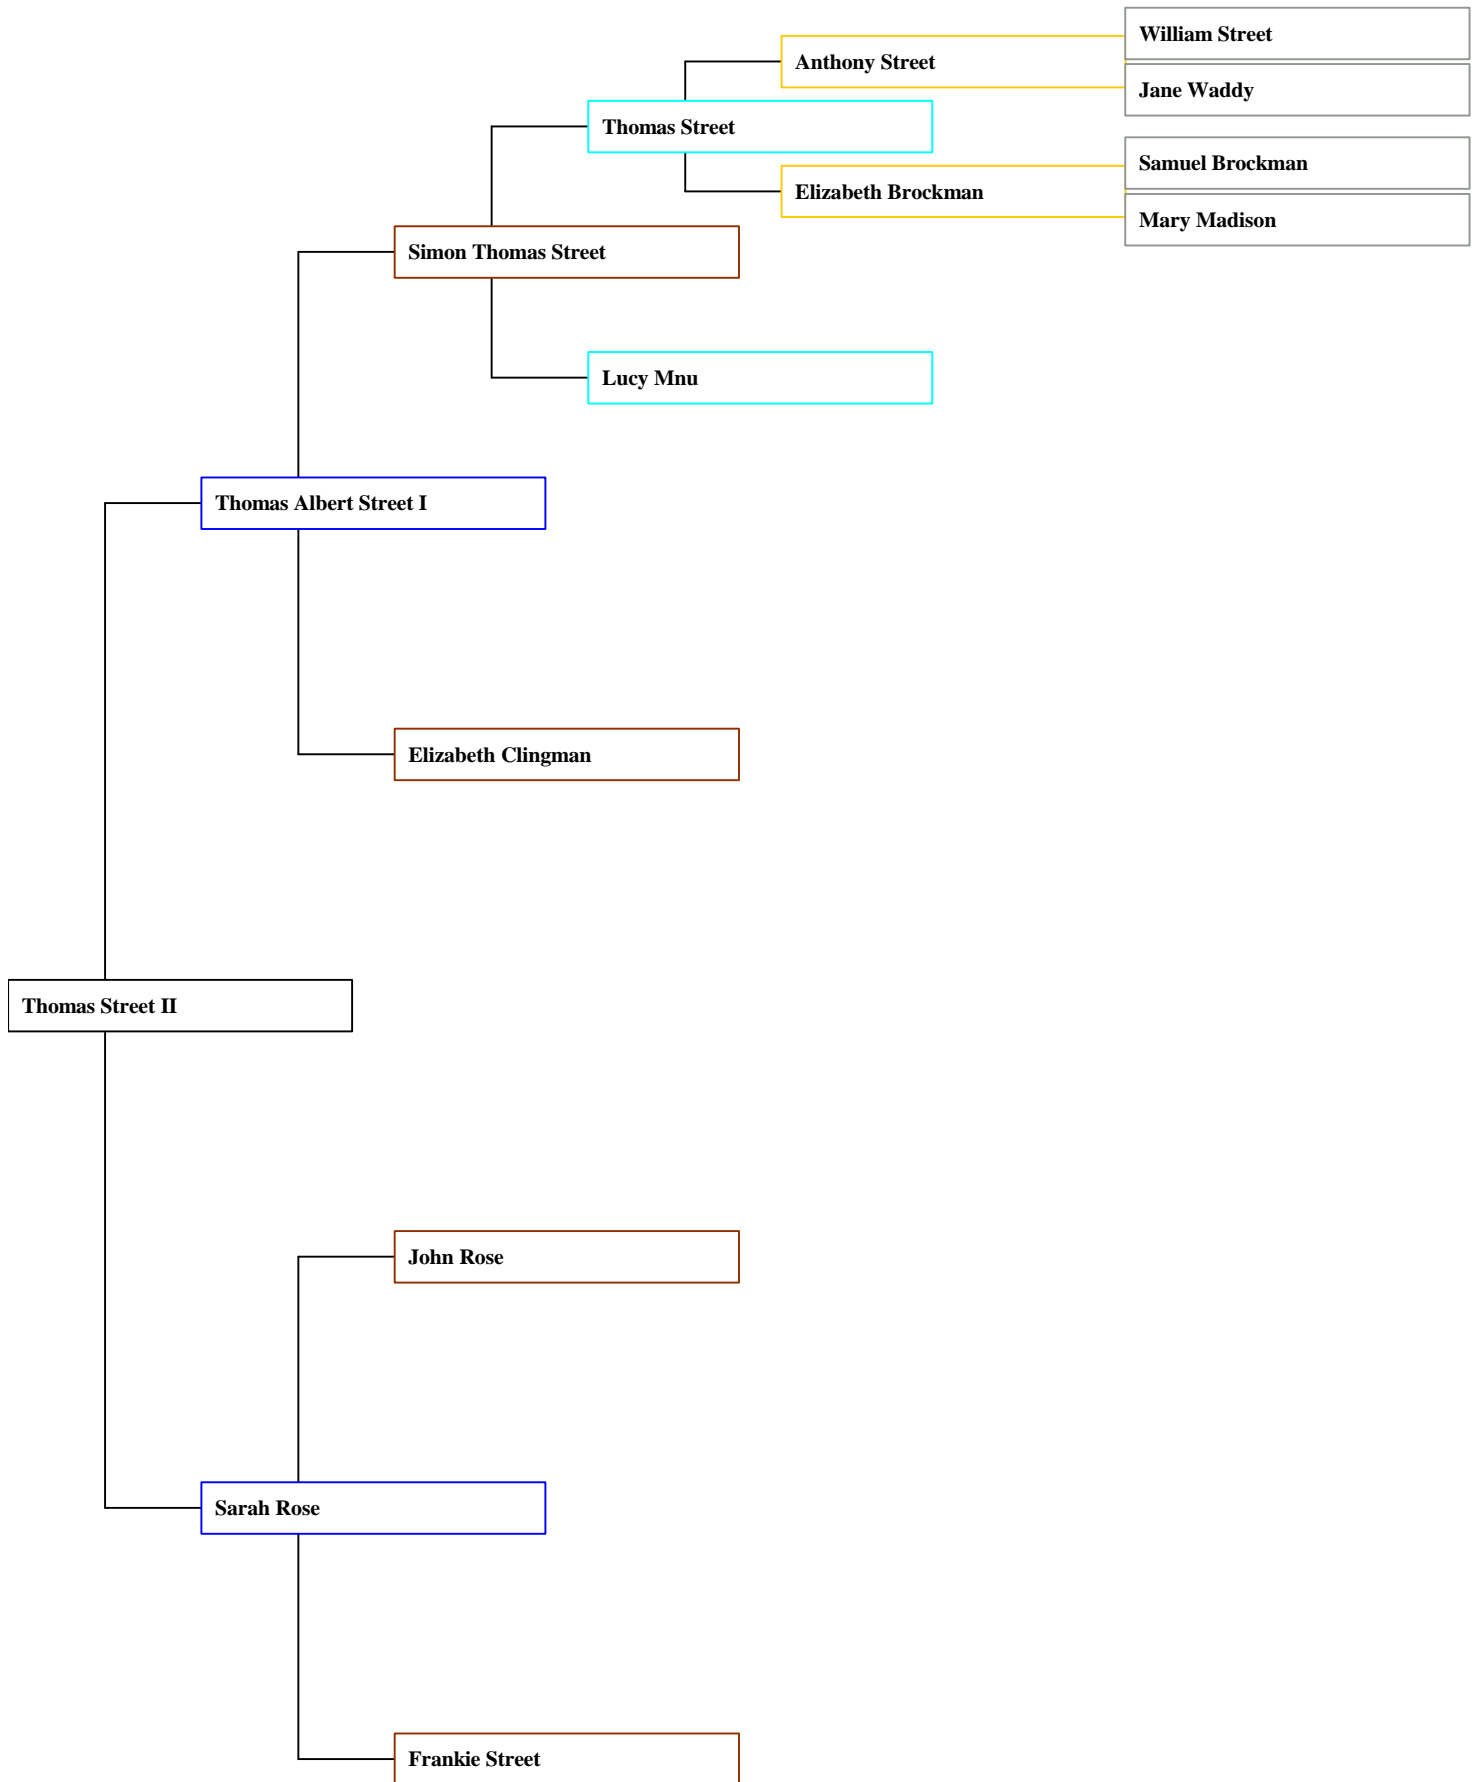 William Street
Anthony Street
Jane Waddy
Thomas Street
Samuel Brockman
Elizabeth Brockman
Mary Madison
Simon Thomas Street
Lucy Mnu
Thomas Albert Street I
Elizabeth Clingman
Thomas Street II
John Rose
Sarah Rose
Frankie Street